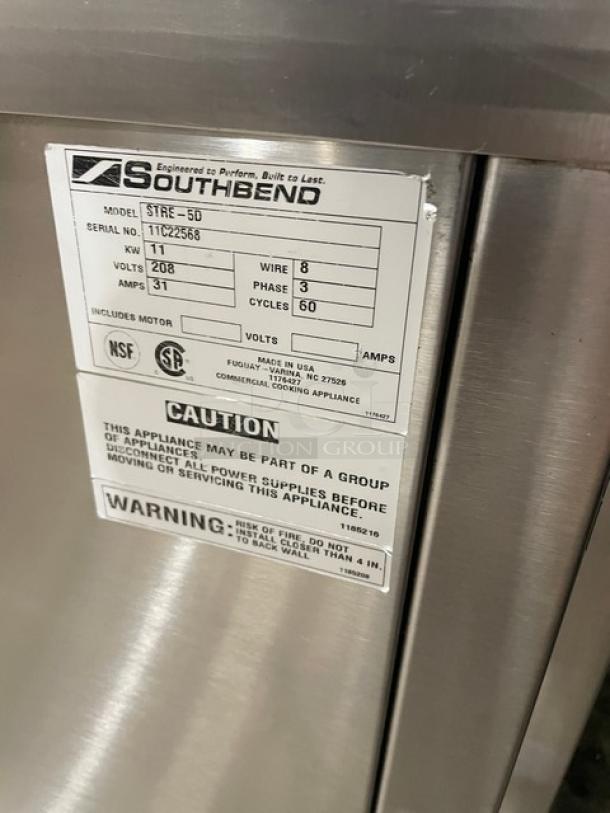 Engineered to Perform, Built to Last.
SOUTHBEND
MODEL STRE-5D
SERIAL NO. 11C22568
KW 11
VOLTS 208 WIRE 8
AMPS 31 PHASE 3
CYCLES 60
INCLUDES MOTOR VOLTS AMPS
NSF
MADE IN USA
FUQUAY-VARINA, NC 27526
1176427
COMMERCIAL COOKING APPLIANCE
1176427
CAUTION
THIS APPLIANCE MAY BE PART OF A GROUP
OF APPLIANCES.
DISCONNECT ALL POWER SUPPLIES BEFORE
MOVING OR SERVICING THIS APPLIANCE.
1185216
WARNING: RISK OF FIRE, DO NOT
INSTALL CLOSER THAN 4 IN.
TO BACK WALL
1185208
AUCTION GROUP